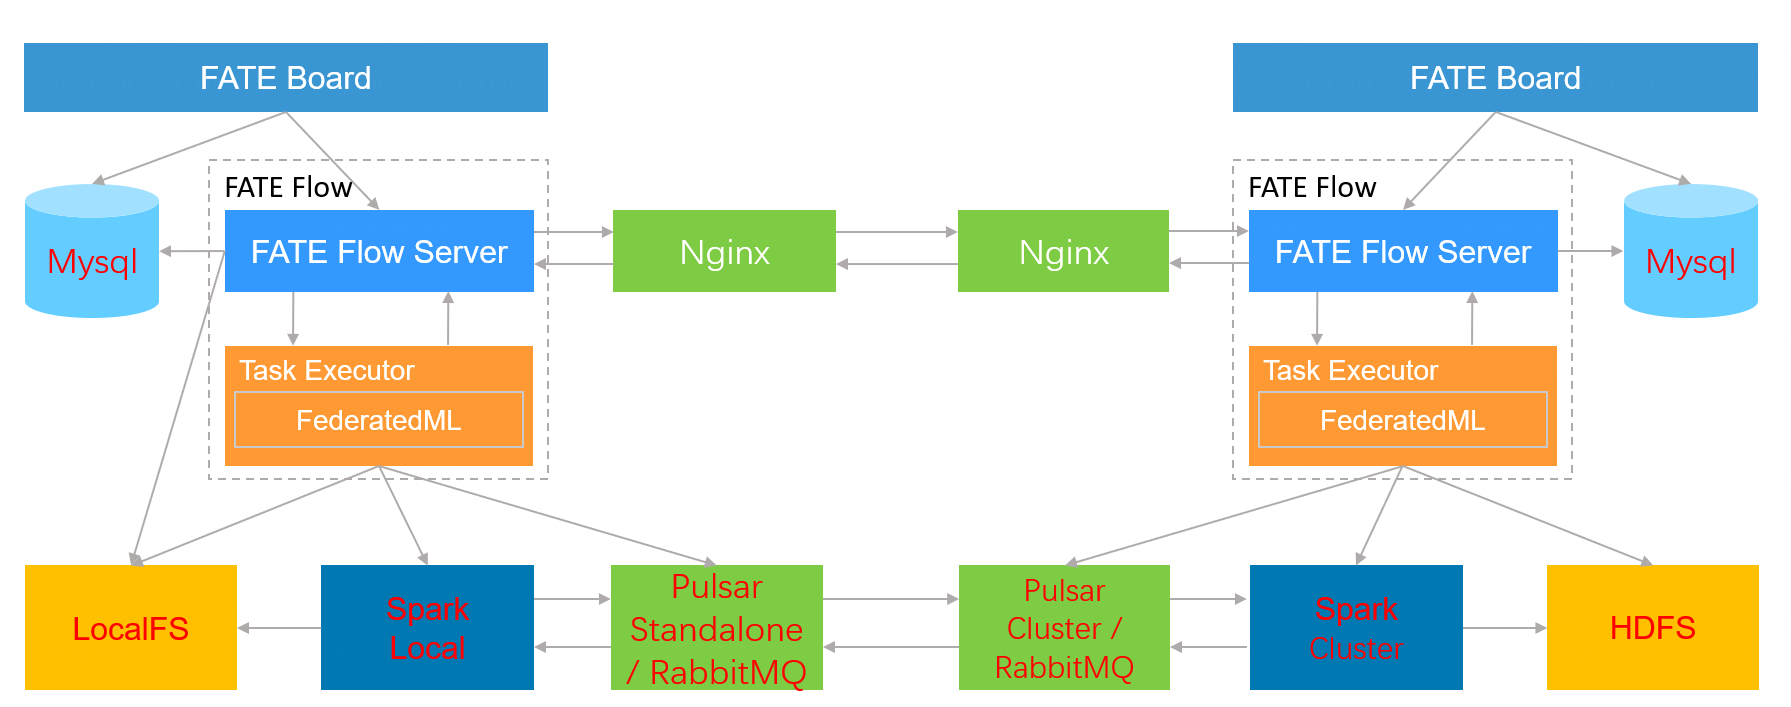 FATE Board
FATE Board
FATE Flow
FATE Flow
Mysql
FATE Flow Server
Nginx
Nginx
FATE Flow Server
Mysql
Task Executor
Task Executor
FederatedML
FederatedML
LocalFS
Spark
Local
Pulsar
Standalone
/ RabbitMQ
Pulsar
Cluster /
RabbitMQ
Spark
Cluster
HDFS